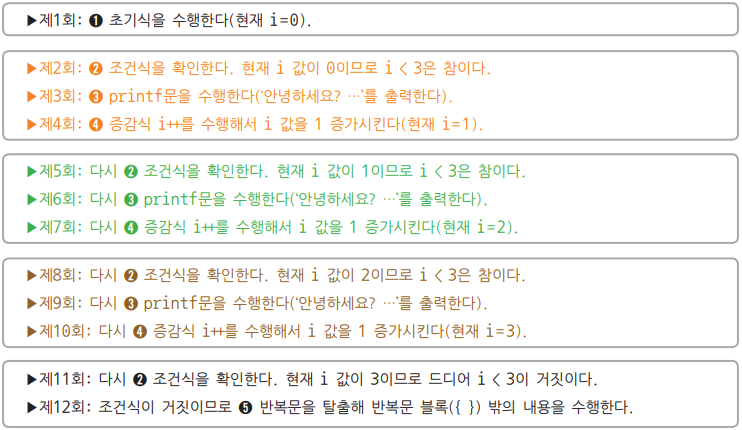 ▶제1회: ❶ 초기식을 수행한다(현재 i=0).
▶제2회: ❷ 조건식을 확인한다. 현재 i 값이 0이므로 i < 3은 참이다.
▶제3회: ❸ printf문을 수행한다(‘안녕하세요? …’를 출력한다).
▶제4회: ❹ 증감식 i++를 수행해서 i 값을 1 증가시킨다(현재 i=1).
▶제5회: 다시 ❷ 조건식을 확인한다. 현재 i 값이 1이므로 i < 3은 참이다.
▶제6회: 다시 ❸ printf문을 수행한다(‘안녕하세요? …’를 출력한다).
▶제7회: 다시 ❹ 증감식 i++를 수행해서 i 값을 1 증가시킨다(현재 i=2).
▶제8회: 다시 ❷ 조건식을 확인한다. 현재 i 값이 2이므로 i < 3은 참이다.
▶제9회: 다시 ❸ printf문을 수행한다(‘안녕하세요? …’를 출력한다).
▶제10회: 다시 ❹ 증감식 i++를 수행해서 i 값을 1 증가시킨다(현재 i=3).
▶제11회: 다시 ❷ 조건식을 확인한다. 현재 i 값이 3이므로 드디어 i < 3이 거짓이다.
▶제12회: 조건식이 거짓이므로 ❺ 반복문을 탈출해 반복문 블록({ }) 밖의 내용을 수행한다.